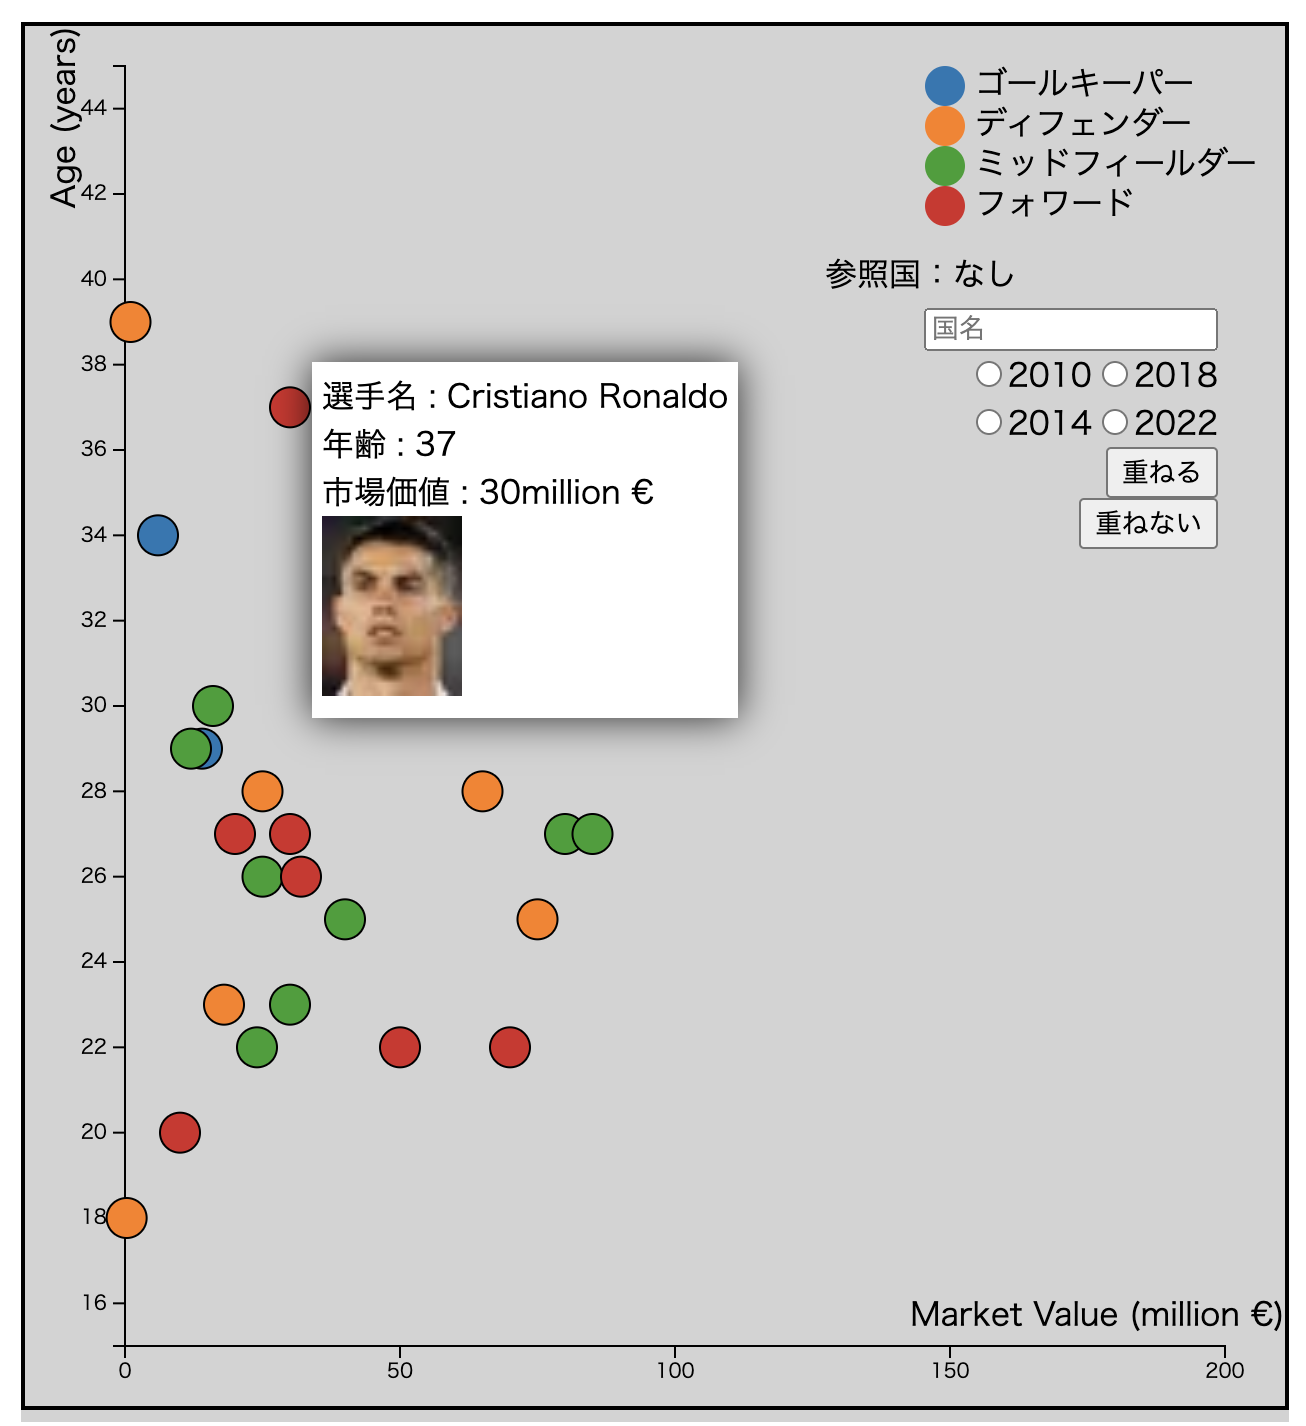 Age (years)
44
42
40
38
36
34
32
30
28
26
24
22
20
18
16
ゴールキーパー
ディフェンダー
ミッドフィールダー
フォワード
参照国：なし
国名
2010 2018
2014 2022
重ねる
重ねない
選手名 : Cristiano Ronaldo
年齢 : 37
市場価値 : 30million €
Market Value (million €)
0 50 100 150 200